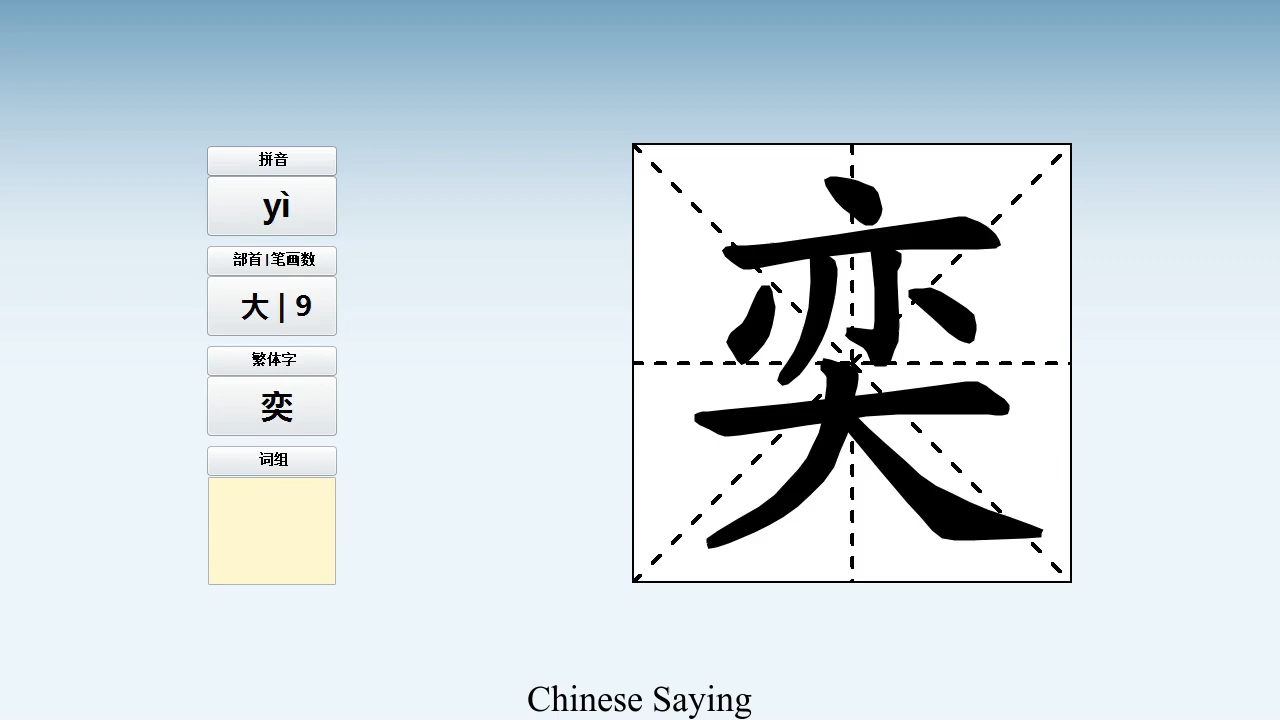 拼音
yì
部首|笔画数
大 | 9
繁体字
奕
词组
奕
Chinese Saying